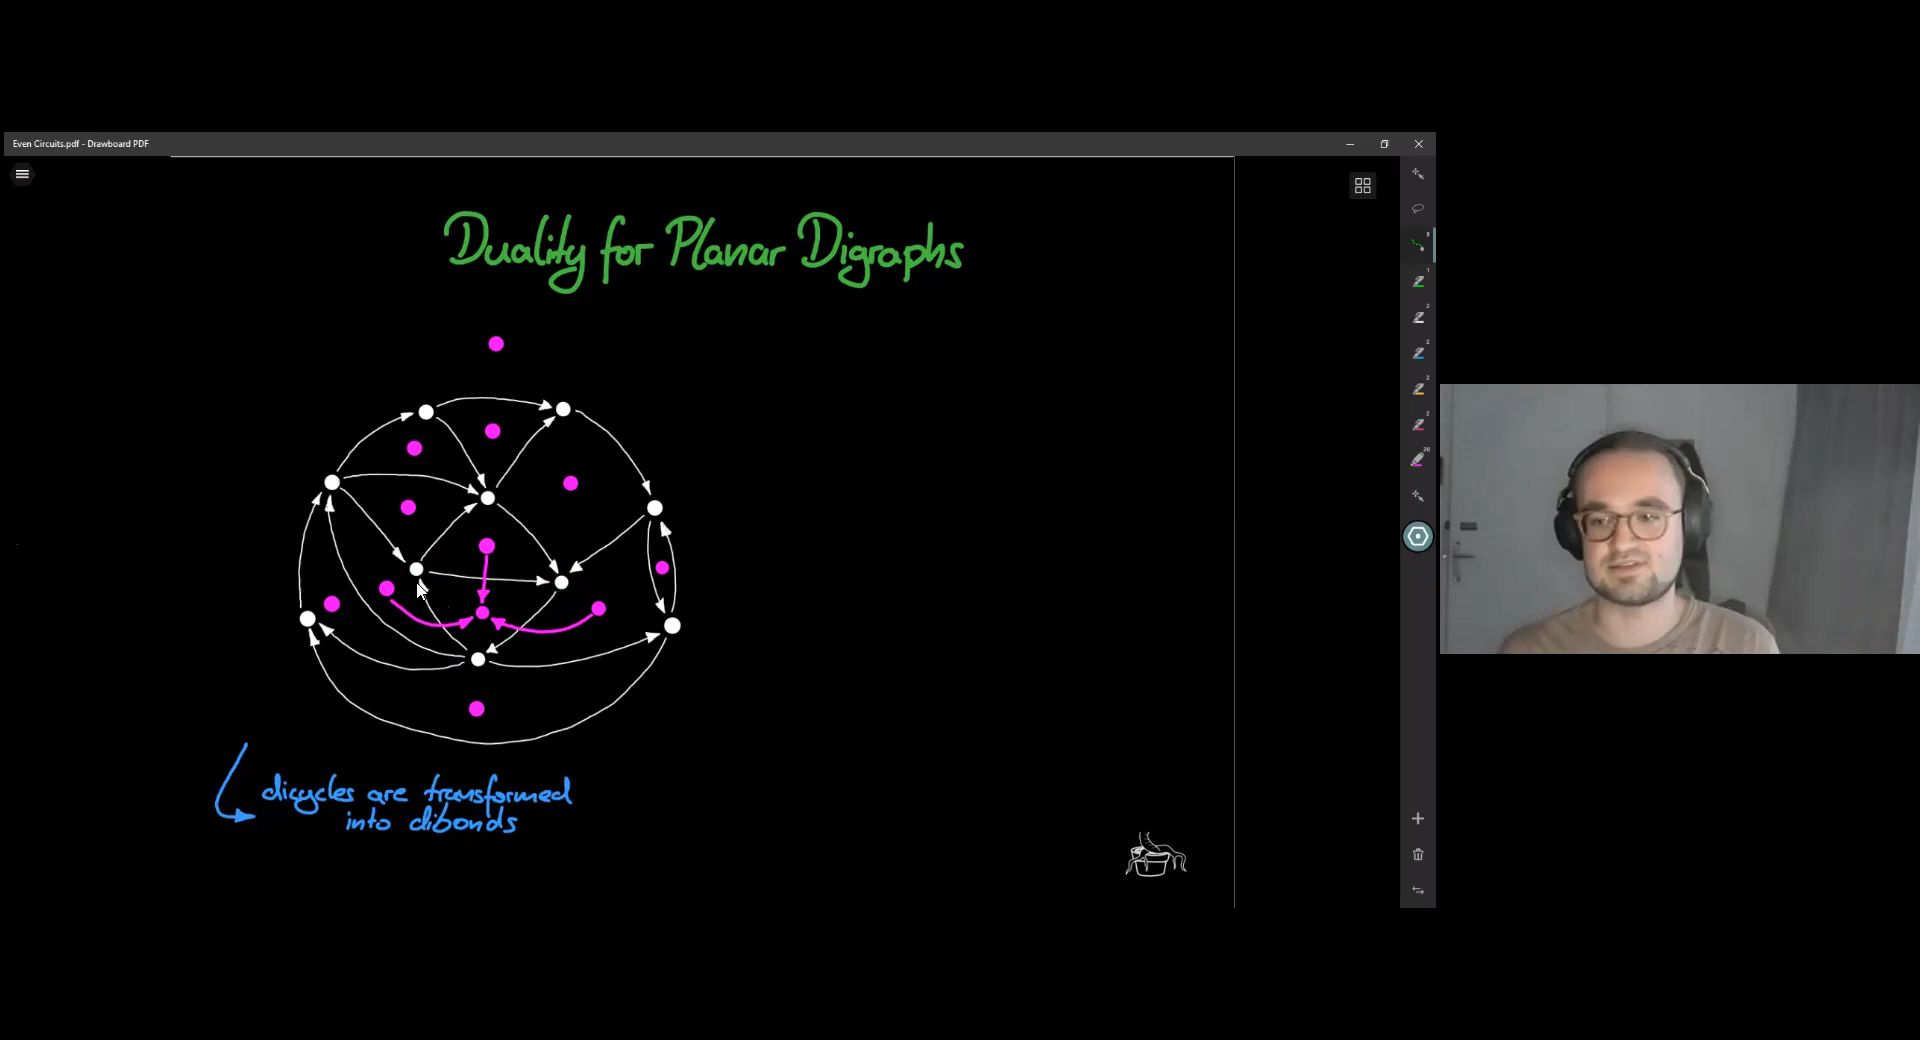 Even Circuits.pdf - Drawboard PDF
Duality for Planar Digraphs
dicycles are transformed
into dibonds